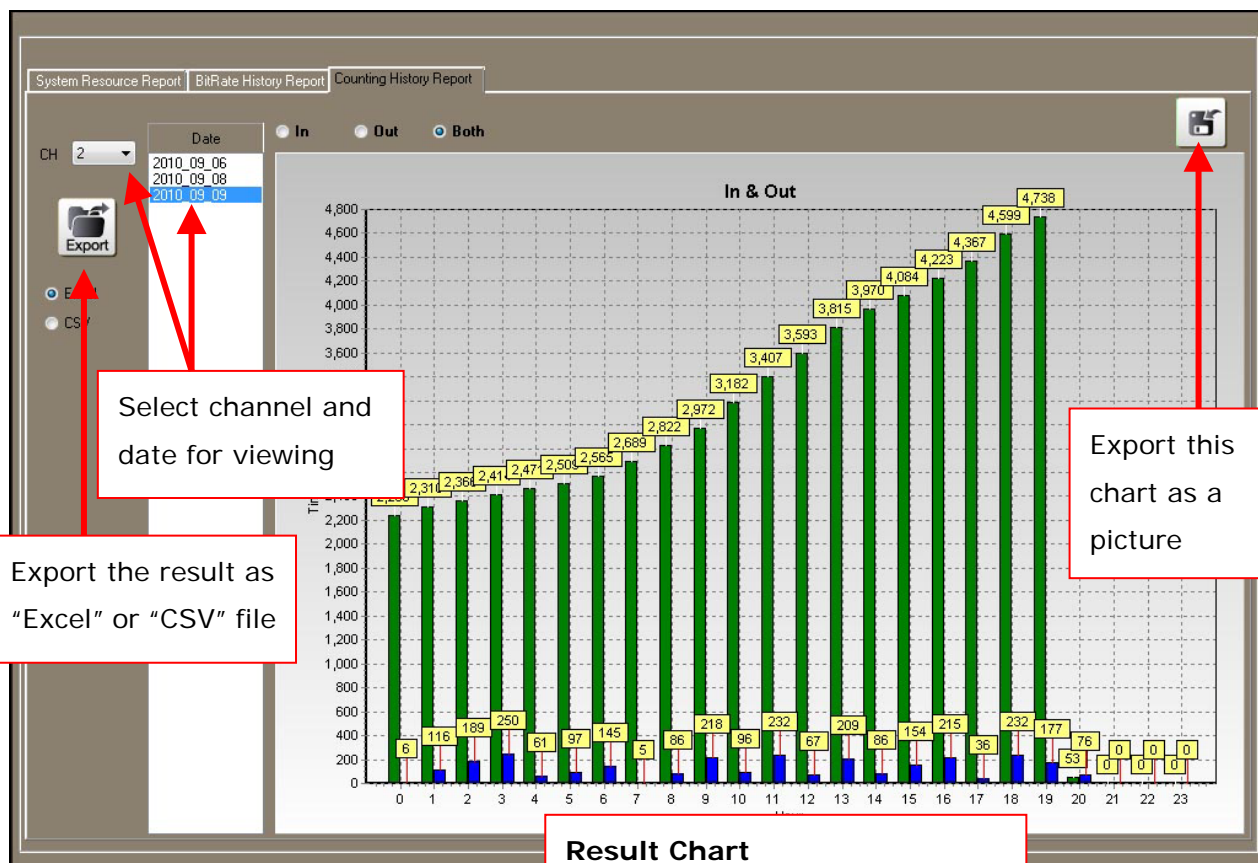 System Resource Report BitRate History Report Counting History Report
CH 2
Date
2010_09_06
2010_09_08
2010_09_09
In Out Both
Export
CSV
In & Out
4,800
4,600
4,400
4,200
4,000
3,800
3,600
2,200
2,000
1,800
1,600
1,400
1,200
1,000
800
600
400
200
0
2,310
2,366
2,509
2,565
2,689
2,822
2,972
3,182
3,407
3,593
3,815
3,970
4,084
4,223
4,367
4,599
4,738
6 116 189 250 61 97 145 5 86 218 96 232 67 209 86 154 215 36 232 177 53 76 0 0 0 0 0 0
0 1 2 3 4 5 6 7 8 9 10 11 12 13 14 15 16 17 18 19 20 21 22 23
Select channel and
date for viewing
Export the result as
“Excel” or “CSV” file
Export this
chart as a
picture
Result Chart